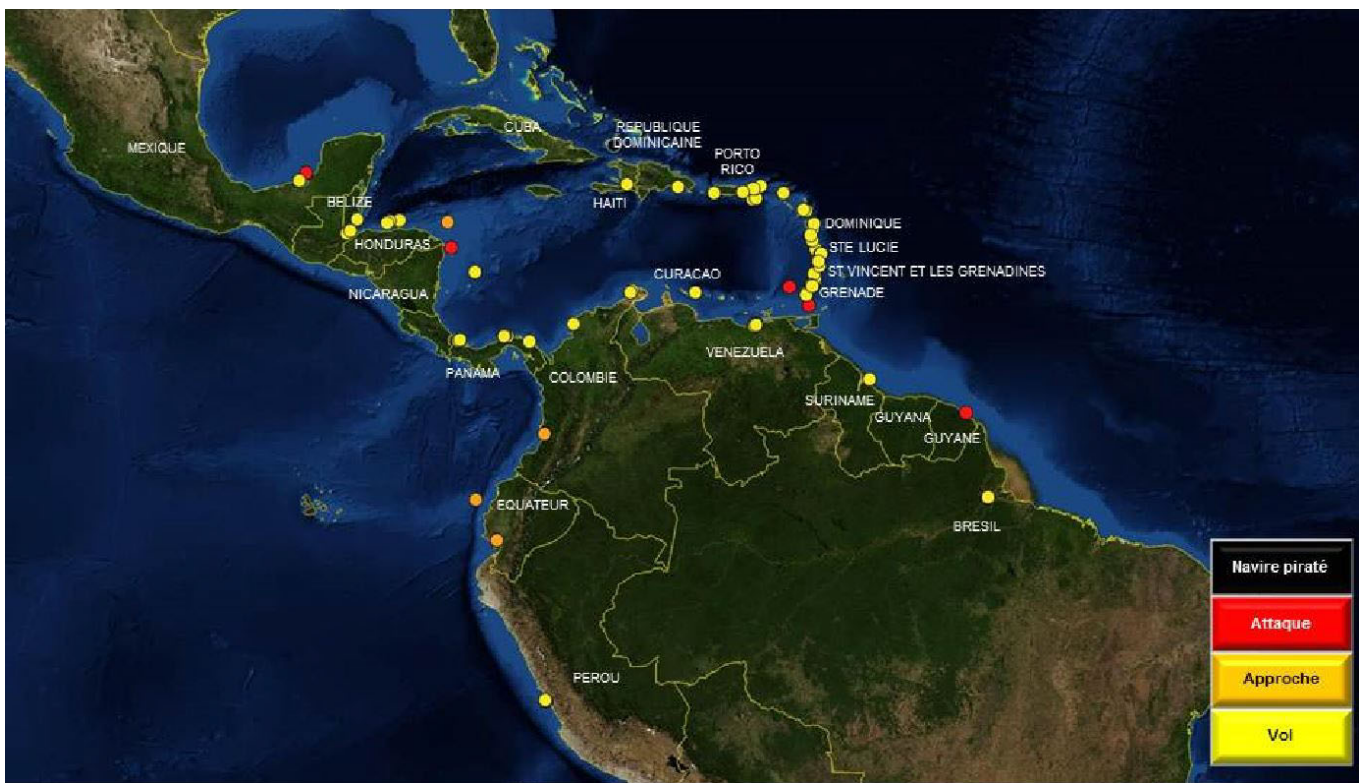 CUBA
REPUBLIQUE
DOMINICAINE
MEXIQUE
PORTO
RICO
BELIZE
HAITI
DOMINIQUE
HONDURAS
STE LUCIE
CURACAO
ST VINCENT ET LES GRENADINES
NICARAGUA
GRENADE
VENEZUELA
PANAMA
COLOMBIE
SURINAME
GUYANA
GUYANE
EQUATEUR
BRESIL
PEROU
Navire piraté
Attaque
Approche
Vol